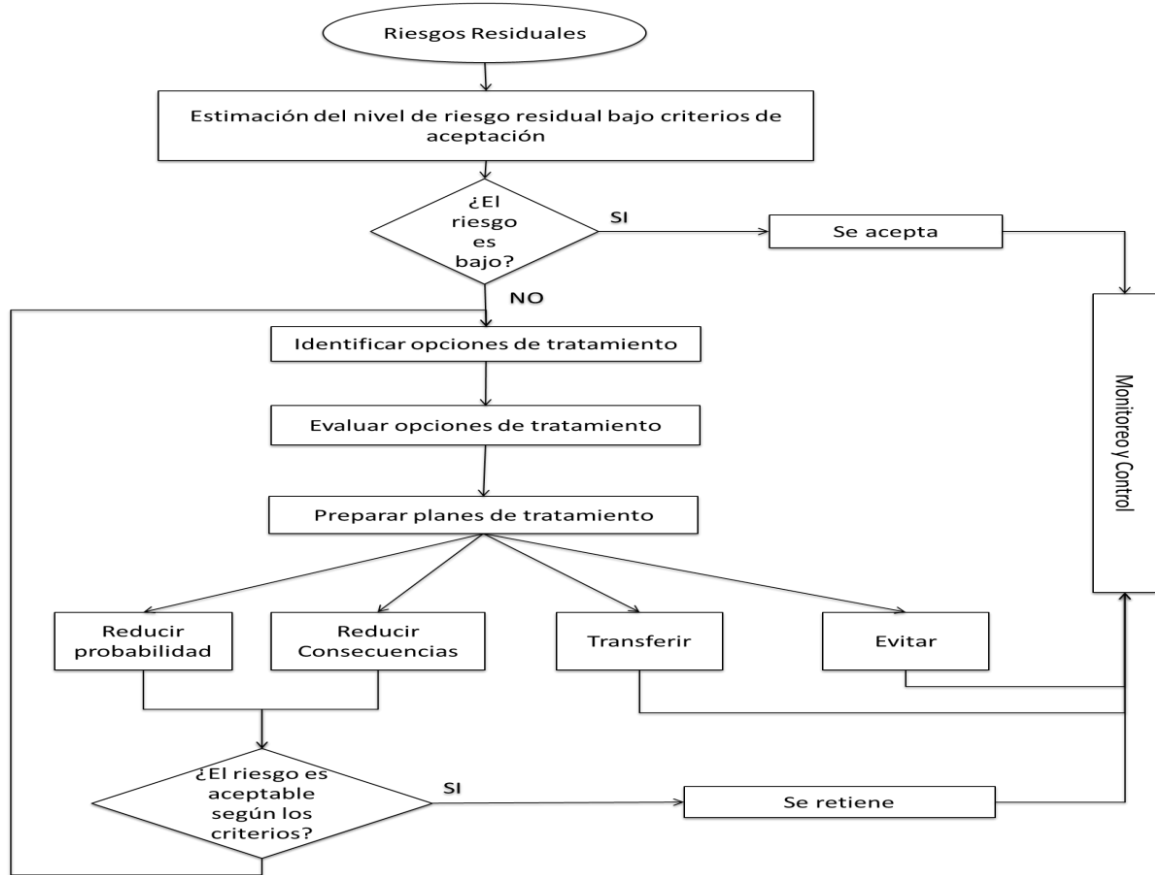 Riesgos Residuales
Estimación del nivel de riesgo residual bajo criterios de
aceptación
¿El
riesgo
es
bajo?
SI
Se acepta
NO
Identificar opciones de tratamiento
Evaluar opciones de tratamiento
Preparar planes de tratamiento
Monitoreo y Control
Reducir
probabilidad
Reducir
Consecuencias
Transferir
Evitar
¿El riesgo es
aceptable
según los
criterios?
SI
Se retiene